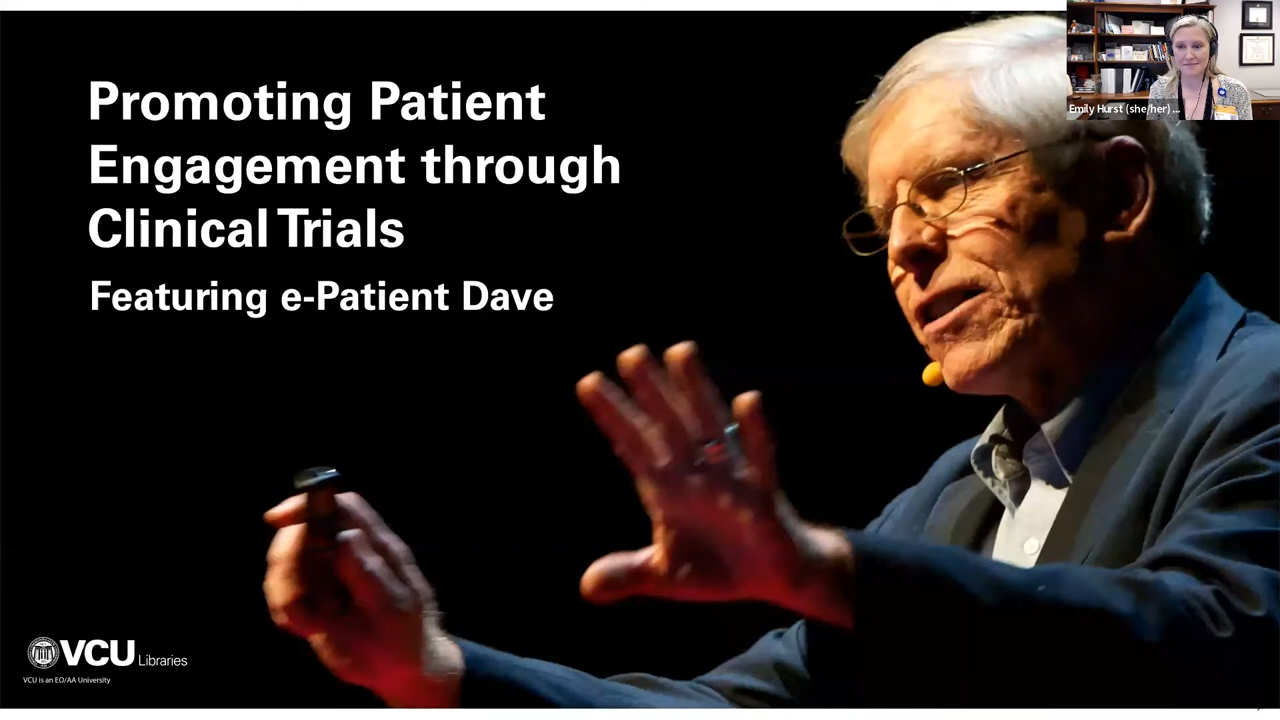 Promoting Patient
Engagement through
Clinical Trials
Featuring e-Patient Dave
Emily Hurst (she/her) ...
VCU Libraries
VCU is an EO/AA University